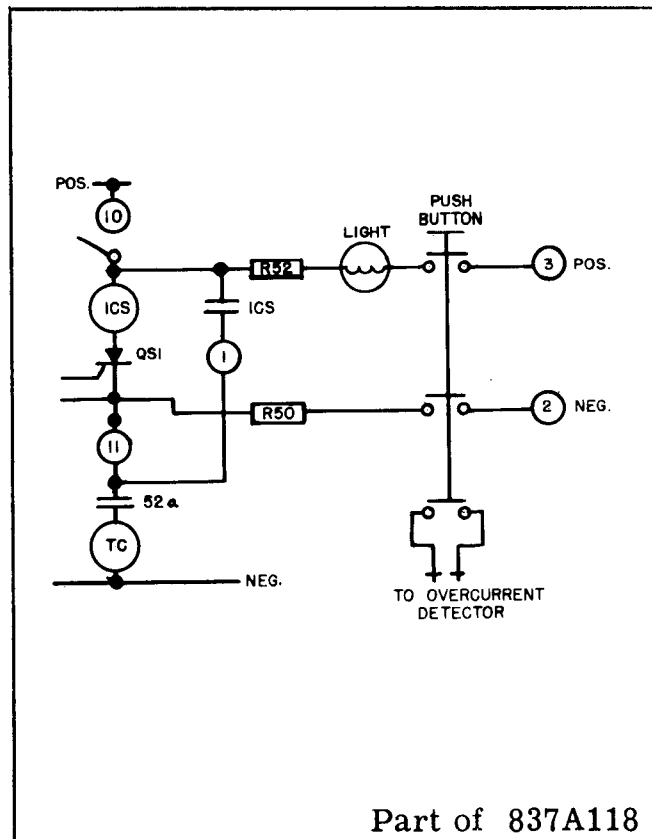 POS.
10
PUSH
BUTTON
LIGHT
R52
3 POS.
ICS
ICS
QS1
1
R50
2 NEG.
11
52a
TC
NEG.
TO OVERCURRENT
DETECTOR
Part of 837A118